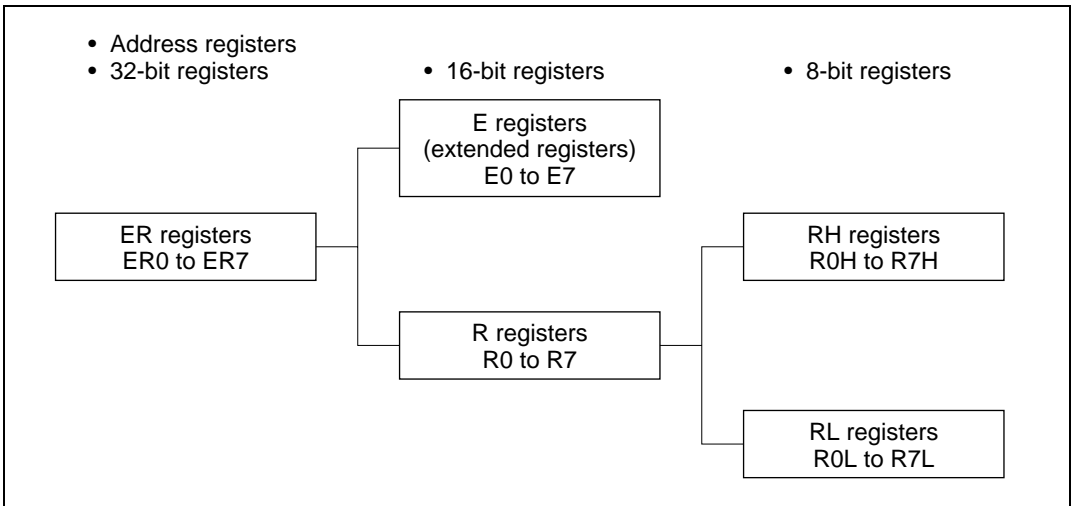 • Address registers
• 32-bit registers
• 16-bit registers
• 8-bit registers
E registers
(extended registers)
E0 to E7
ER registers
ER0 to ER7
RH registers
R0H to R7H
R registers
R0 to R7
RL registers
R0L to R7L